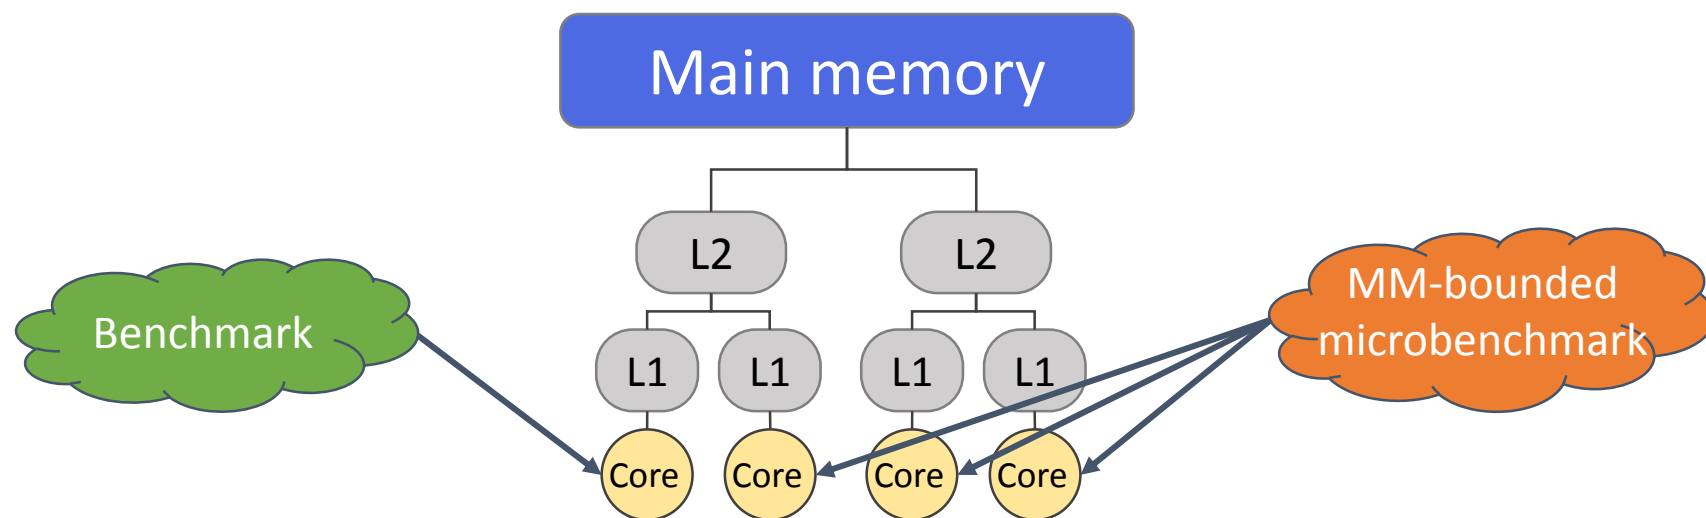 Main memory
L2
L2
Benchmark
MM-bounded
microbenchmark
L1
L1
L1
L1
Core
Core
Core
Core